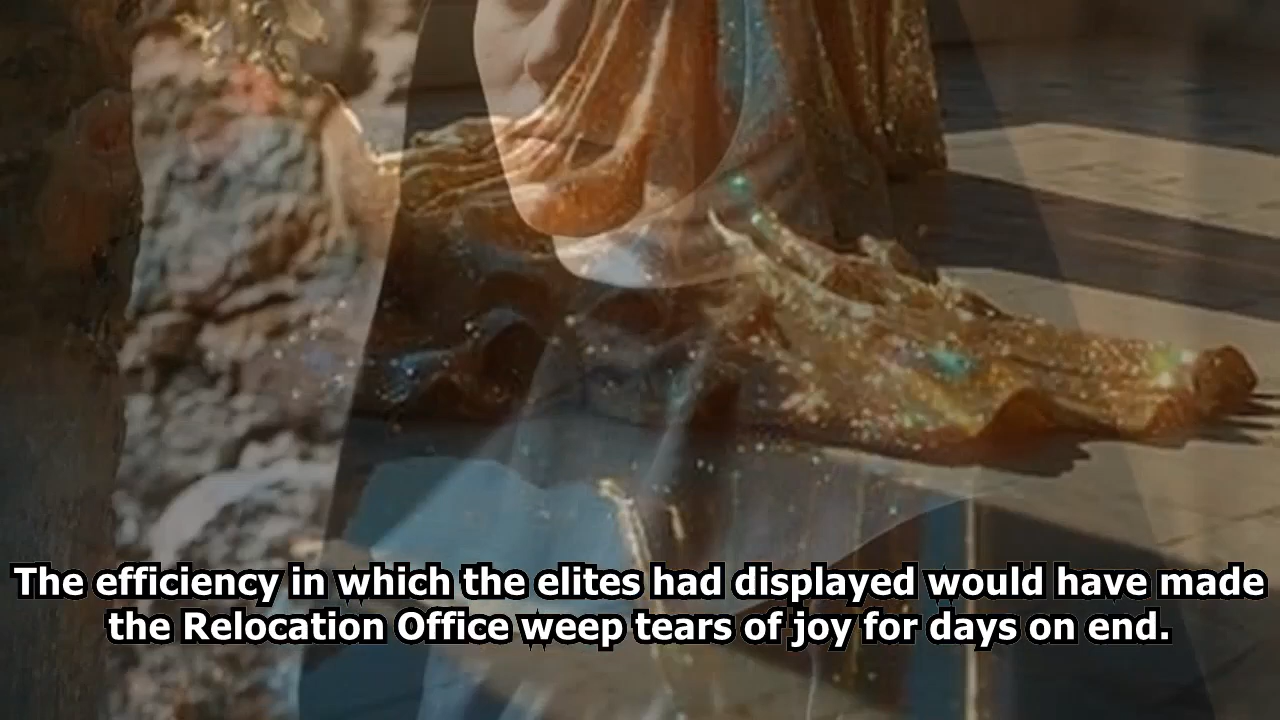 The efficiency in which the elites had displayed would have made
the Relocation Office weep tears of joy for days on end.